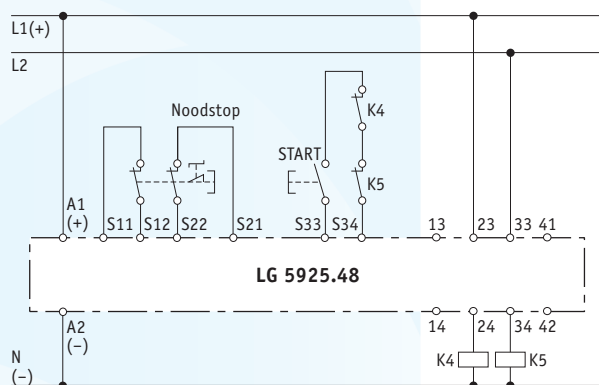 L1(+)
L2
Noodstop
K4
START
K5
A1
(+)
S11 S12 S22 S21 S33 S34 13 23 33 41
LG 5925.48
A2
(–)
14 24 34 42
N
(–)
K4 K5